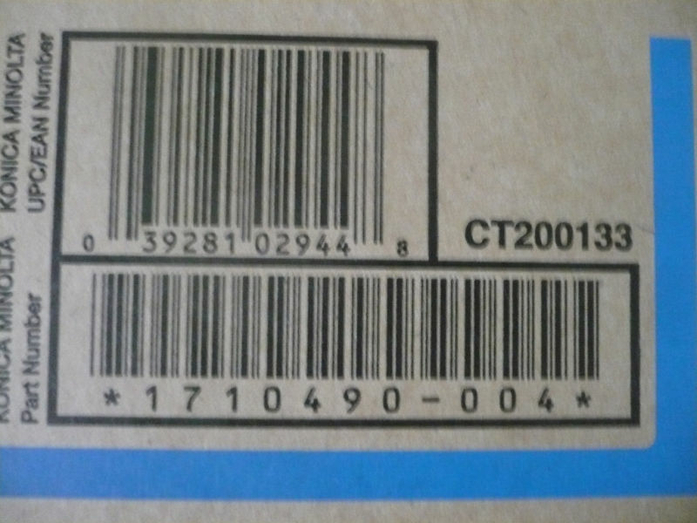 KONICA MINOLTA
UPC/EAN Number
0 39281 02944 8
CT200133
KONICA MINOLTA
Part Number
*1710490-004*